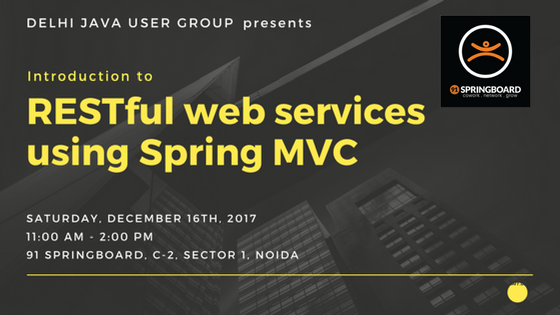 DELHI JAVA USER GROUP presents
Introduction to
RESTful web services
using Spring MVC
SATURDAY, DECEMBER 16TH, 2017
11:00 AM - 2:00 PM
91 SPRINGBOARD, C-2, SECTOR 1, NOIDA
91 SPRINGBOARD
cowork . network . grow